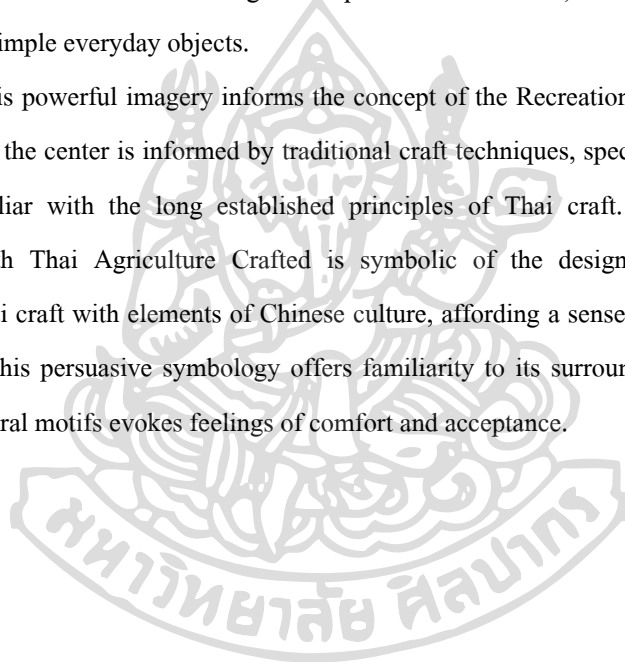 imple everyday objects.
is powerful imagery informs the concept of the Recreation
the center is informed by traditional craft techniques, spec
liar with the long established principles of Thai craft.
h Thai Agriculture Crafted is symbolic of the design
i craft with elements of Chinese culture, affording a sense
his persuasive symbology offers familiarity to its surroun
ral motifs evokes feelings of comfort and acceptance.
มหาวิทยาลัย ศิลปากร